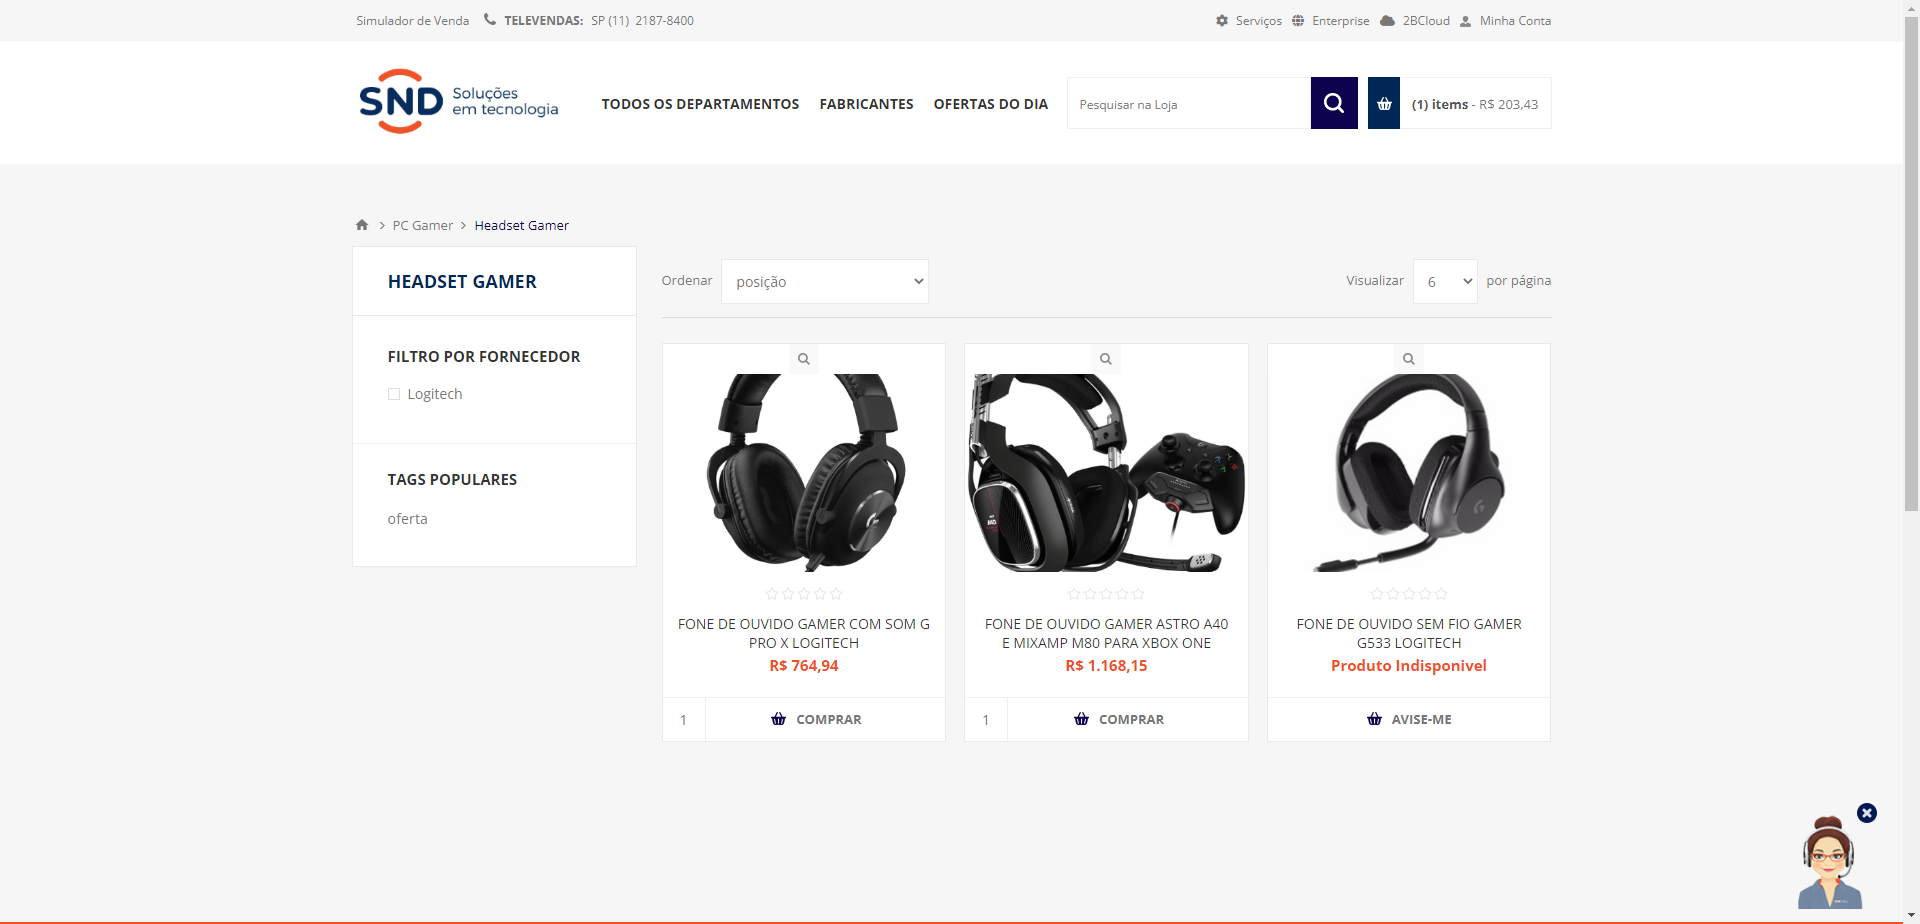 Simulador de Venda TELEVENDAS: SP (11) 2187-8400 Serviços Enterprise 2BCloud Minha Conta
SND Soluções em tecnologia
TODOS OS DEPARTAMENTOS FABRICANTES OFERTAS DO DIA Pesquisar na Loja (1) items - R$ 203,43
> PC Gamer > Headset Gamer
HEADSET GAMER
FILTRO POR FORNECEDOR
Logitech
TAGS POPULARES
oferta
Ordenar posição Visualizar 6 por página
FONE DE OUVIDO GAMER COM SOM G
PRO X LOGITECH
R$ 764,94
1 COMPRAR
FONE DE OUVIDO GAMER ASTRO A40
E MIXAMP M80 PARA XBOX ONE
R$ 1.168,15
1 COMPRAR
FONE DE OUVIDO SEM FIO GAMER
G533 LOGITECH
Produto Indisponivel
AVISE-ME